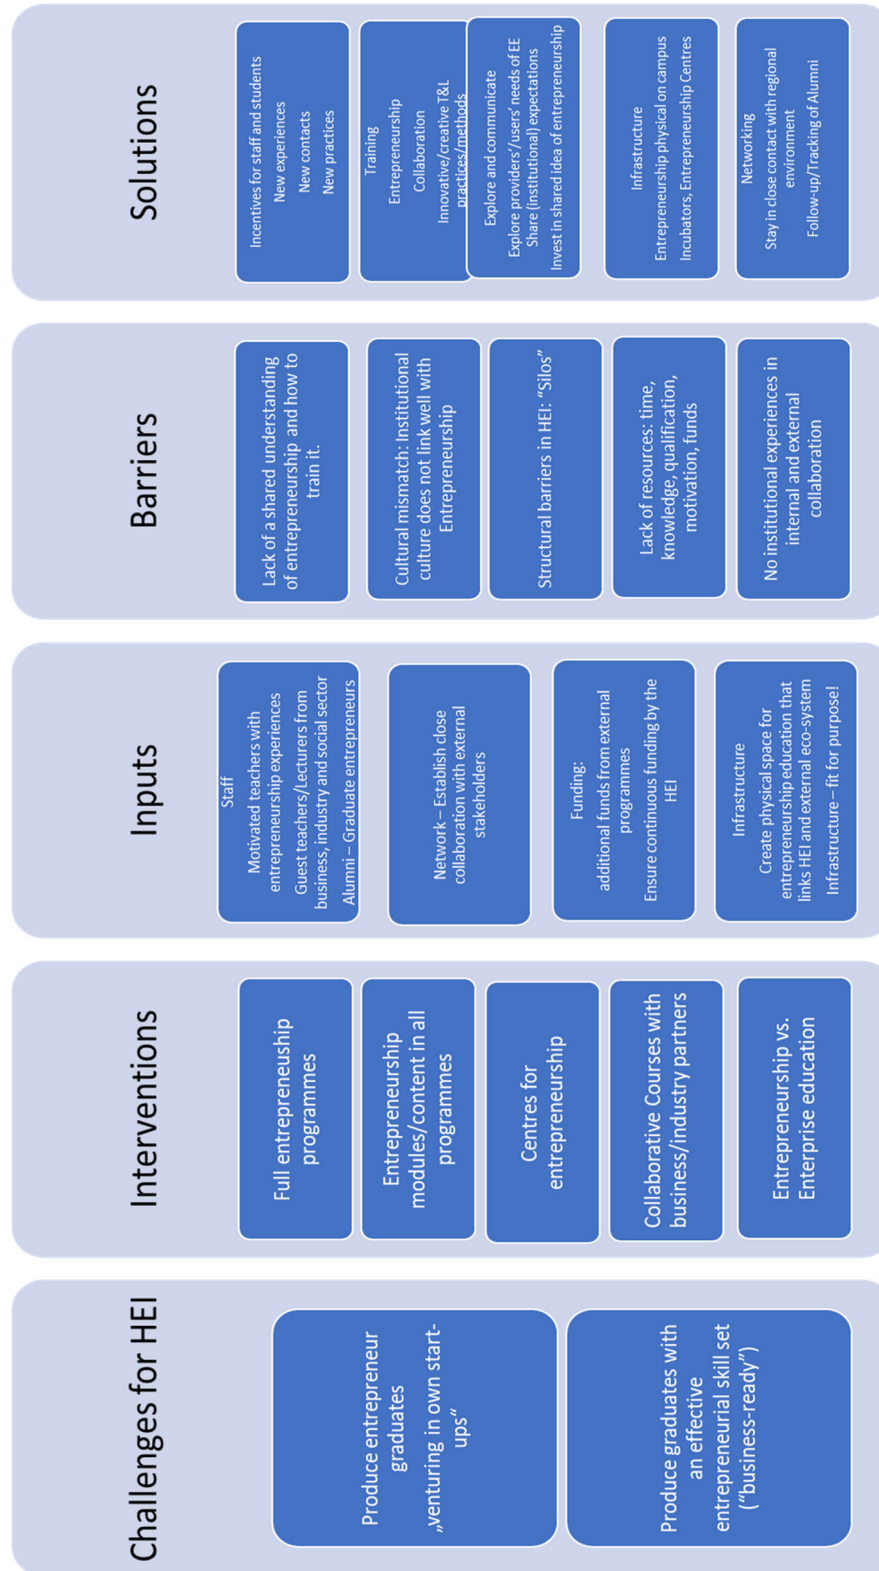 Challenges for HEI
Produce entrepreneur
graduates
„venturing in own start-
ups“
Produce graduates with
an effective
entrepreneurial skill set
(“business-ready”)
Interventions
Full entrepreneuship
programmes
Entrepreneurship
modules/content in all
programmes
Centres for
entrepreneurship
Collaborative Courses with
business/industry partners
Entrepreneurship vs.
Enterprise education
Inputs
Staff
Motivated teachers with
entrepreneurship experiences
Guest teachers/Lecturers from
business, industry and social sector
Alumni – Graduate entrepreneurs
Network – Establish close
collaboration with external
stakeholders
Funding:
additional funds from external
programmes
Ensure continuous funding by the
HEI
Infrastructure
Create physical space for
entrepreneurship education that
links HEI and external eco-system
Infrastructure – fit for purpose!
Barriers
Lack of a shared understanding
of entrepreneurship and how to
train it.
Cultural mismatch: Institutional
culture does not link well with
Entrepreneurship
Structural barriers in HEI: “Silos”
Lack of resources: time,
knowledge, qualification,
motivation, funds
No institutional experiences in
internal and external
collaboration
Solutions
Incentives for staff and students
New experiences
New contacts
New practices
Training
Entrepreneurship
Collaboration
Innovative/creative T&L
practices/methods
Explore and communicate
Explore providers’/users’ needs of EE
Share (institutional) expectations
Invest in shared idea of entrepreneurship
Infrastructure
Entrepreneurship physical on campus
Incubators, Entrepreneurship Centres
Networking
Stay in close contact with regional
environment
Follow-up/Tracking of Alumni